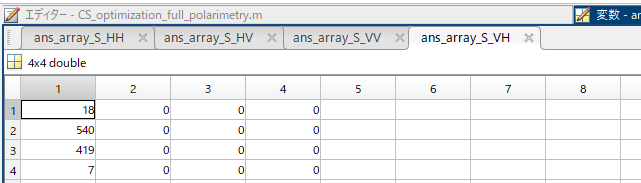 エディター - CS_optimization_full_polarimetry.m 変数 - an
ans_array_S_HH ans_array_S_HV ans_array_S_VV ans_array_S_VH
4x4 double
1 2 3 4 5 6 7 8
1 18 0 0 0
2 540 0 0 0
3 419 0 0 0
4 7 0 0 0